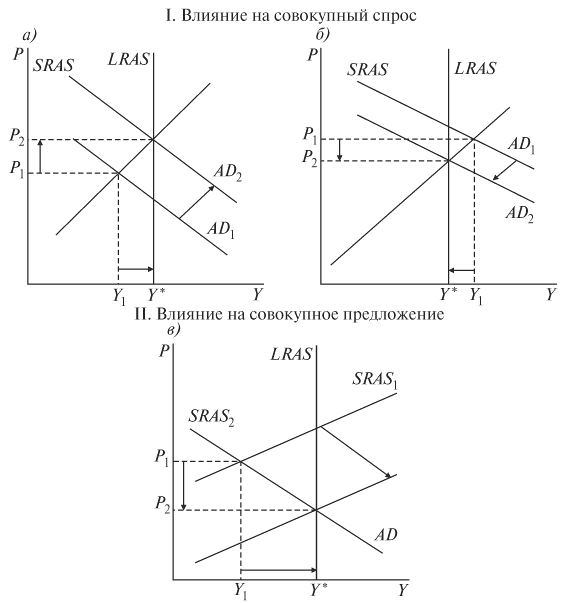 I. Влияние на совокупный спрос
а)
P
SRAS
LRAS
P2
P1
AD2
AD1
Y1
Y*
Y
б)
P
SRAS
LRAS
P1
P2
AD1
AD2
Y*
Y1
Y
II. Влияние на совокупное предложение
в)
P
LRAS
SRAS1
SRAS2
P1
P2
AD
Y1
Y*
Y